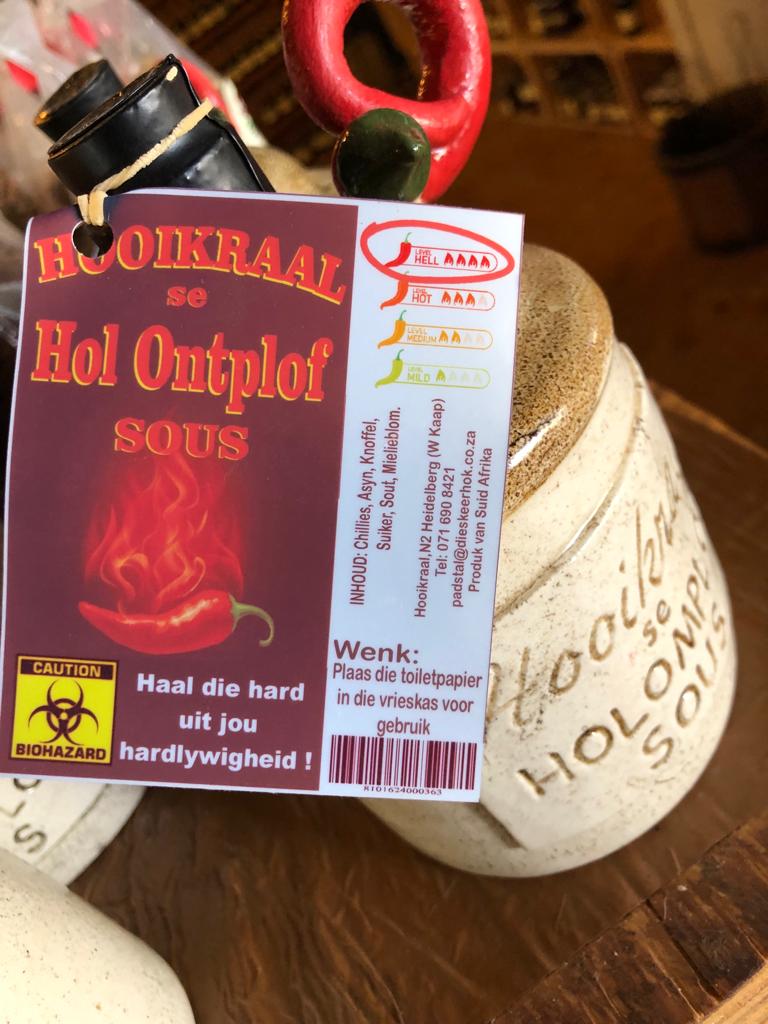 HOOIKRAAL
se
Hol Ontplof
SOUS
CAUTION
BIOHAZARD
Haal die hard
uit jou
hardlywigheid !
LEVEL
HELL
LEVEL
HOT
LEVEL
MEDIUM
LEVEL
MILD
INHOUD: Chillies, Asyn, Knoffel,
Suiker, Sout, Mielieblom.
Hooikraal,N2 Heidelberg (W Kaap)
Tel: 071 690 8421
padstal@dieskeerhok.co.za
Produk van Suid Afrika
Wenk:
Plaas die toiletpapier
in die vrieskas voor
gebruik
8101624000363
se
SOUS